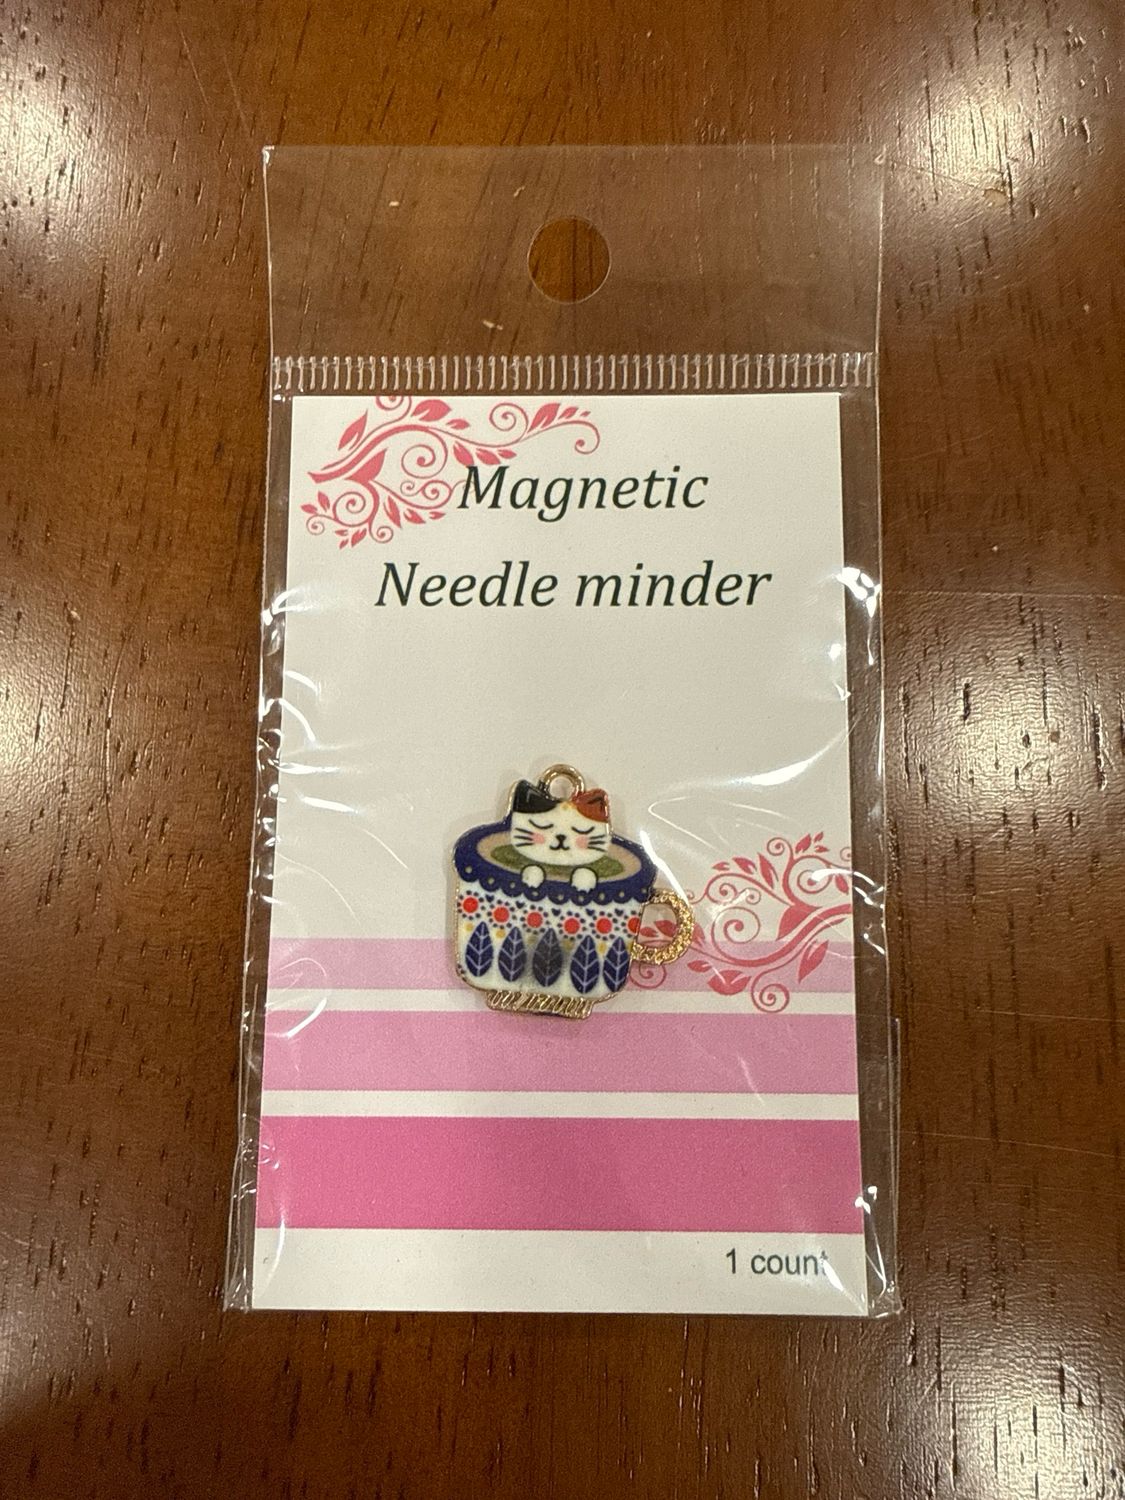 Magnetic
Needle minder
1 count